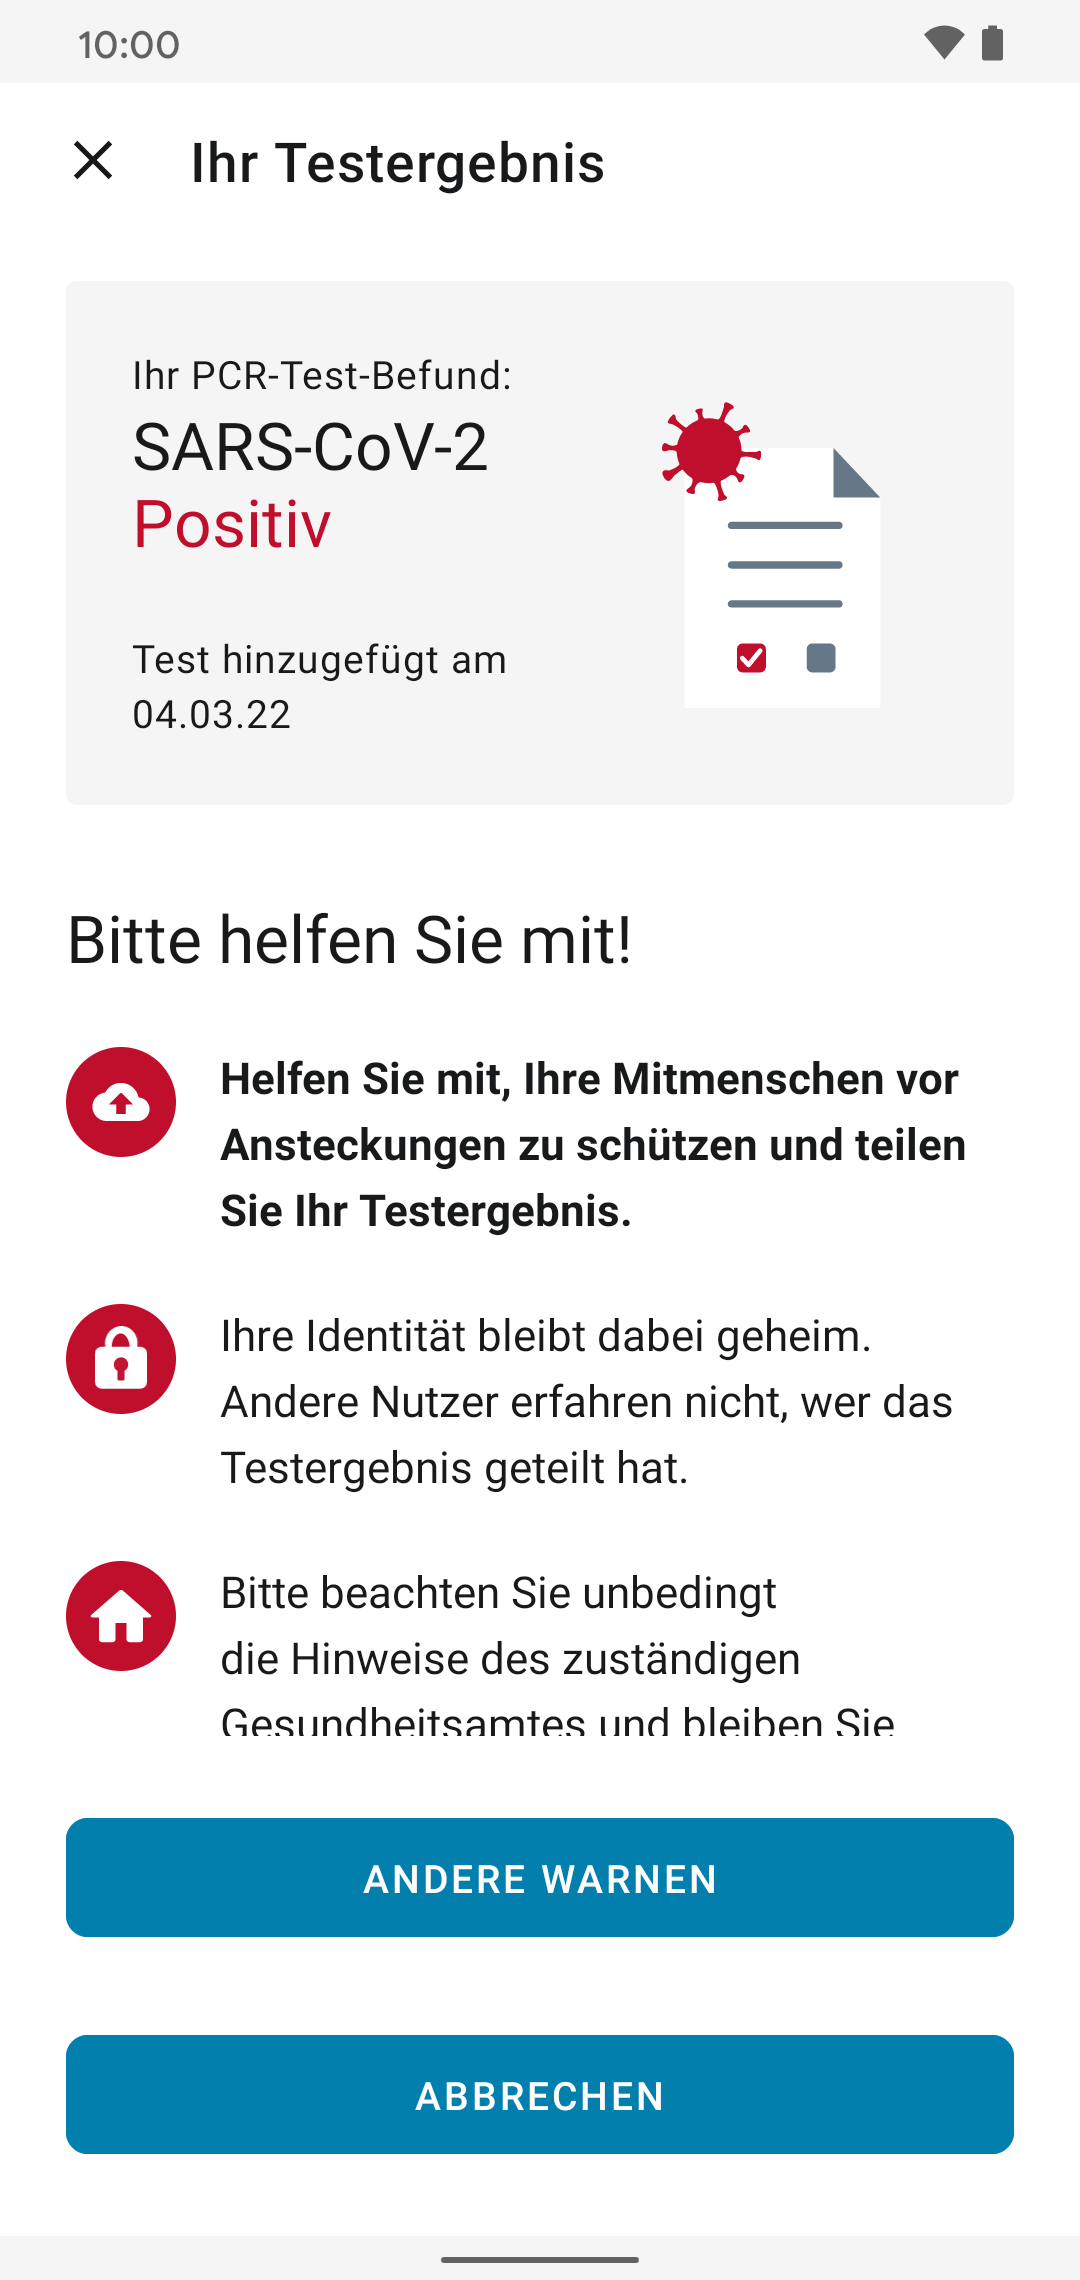 10:00
Ihr Testergebnis
Ihr PCR-Test-Befund:
SARS-CoV-2
Positiv
Test hinzugefügt am
04.03.22
Bitte helfen Sie mit!
Helfen Sie mit, Ihre Mitmenschen vor
Ansteckungen zu schützen und teilen
Sie Ihr Testergebnis.
Ihre Identität bleibt dabei geheim.
Andere Nutzer erfahren nicht, wer das
Testergebnis geteilt hat.
Bitte beachten Sie unbedingt
die Hinweise des zuständigen
Gesundheitsamtes und bleiben Sie
ANDERE WARNEN
ABBRECHEN